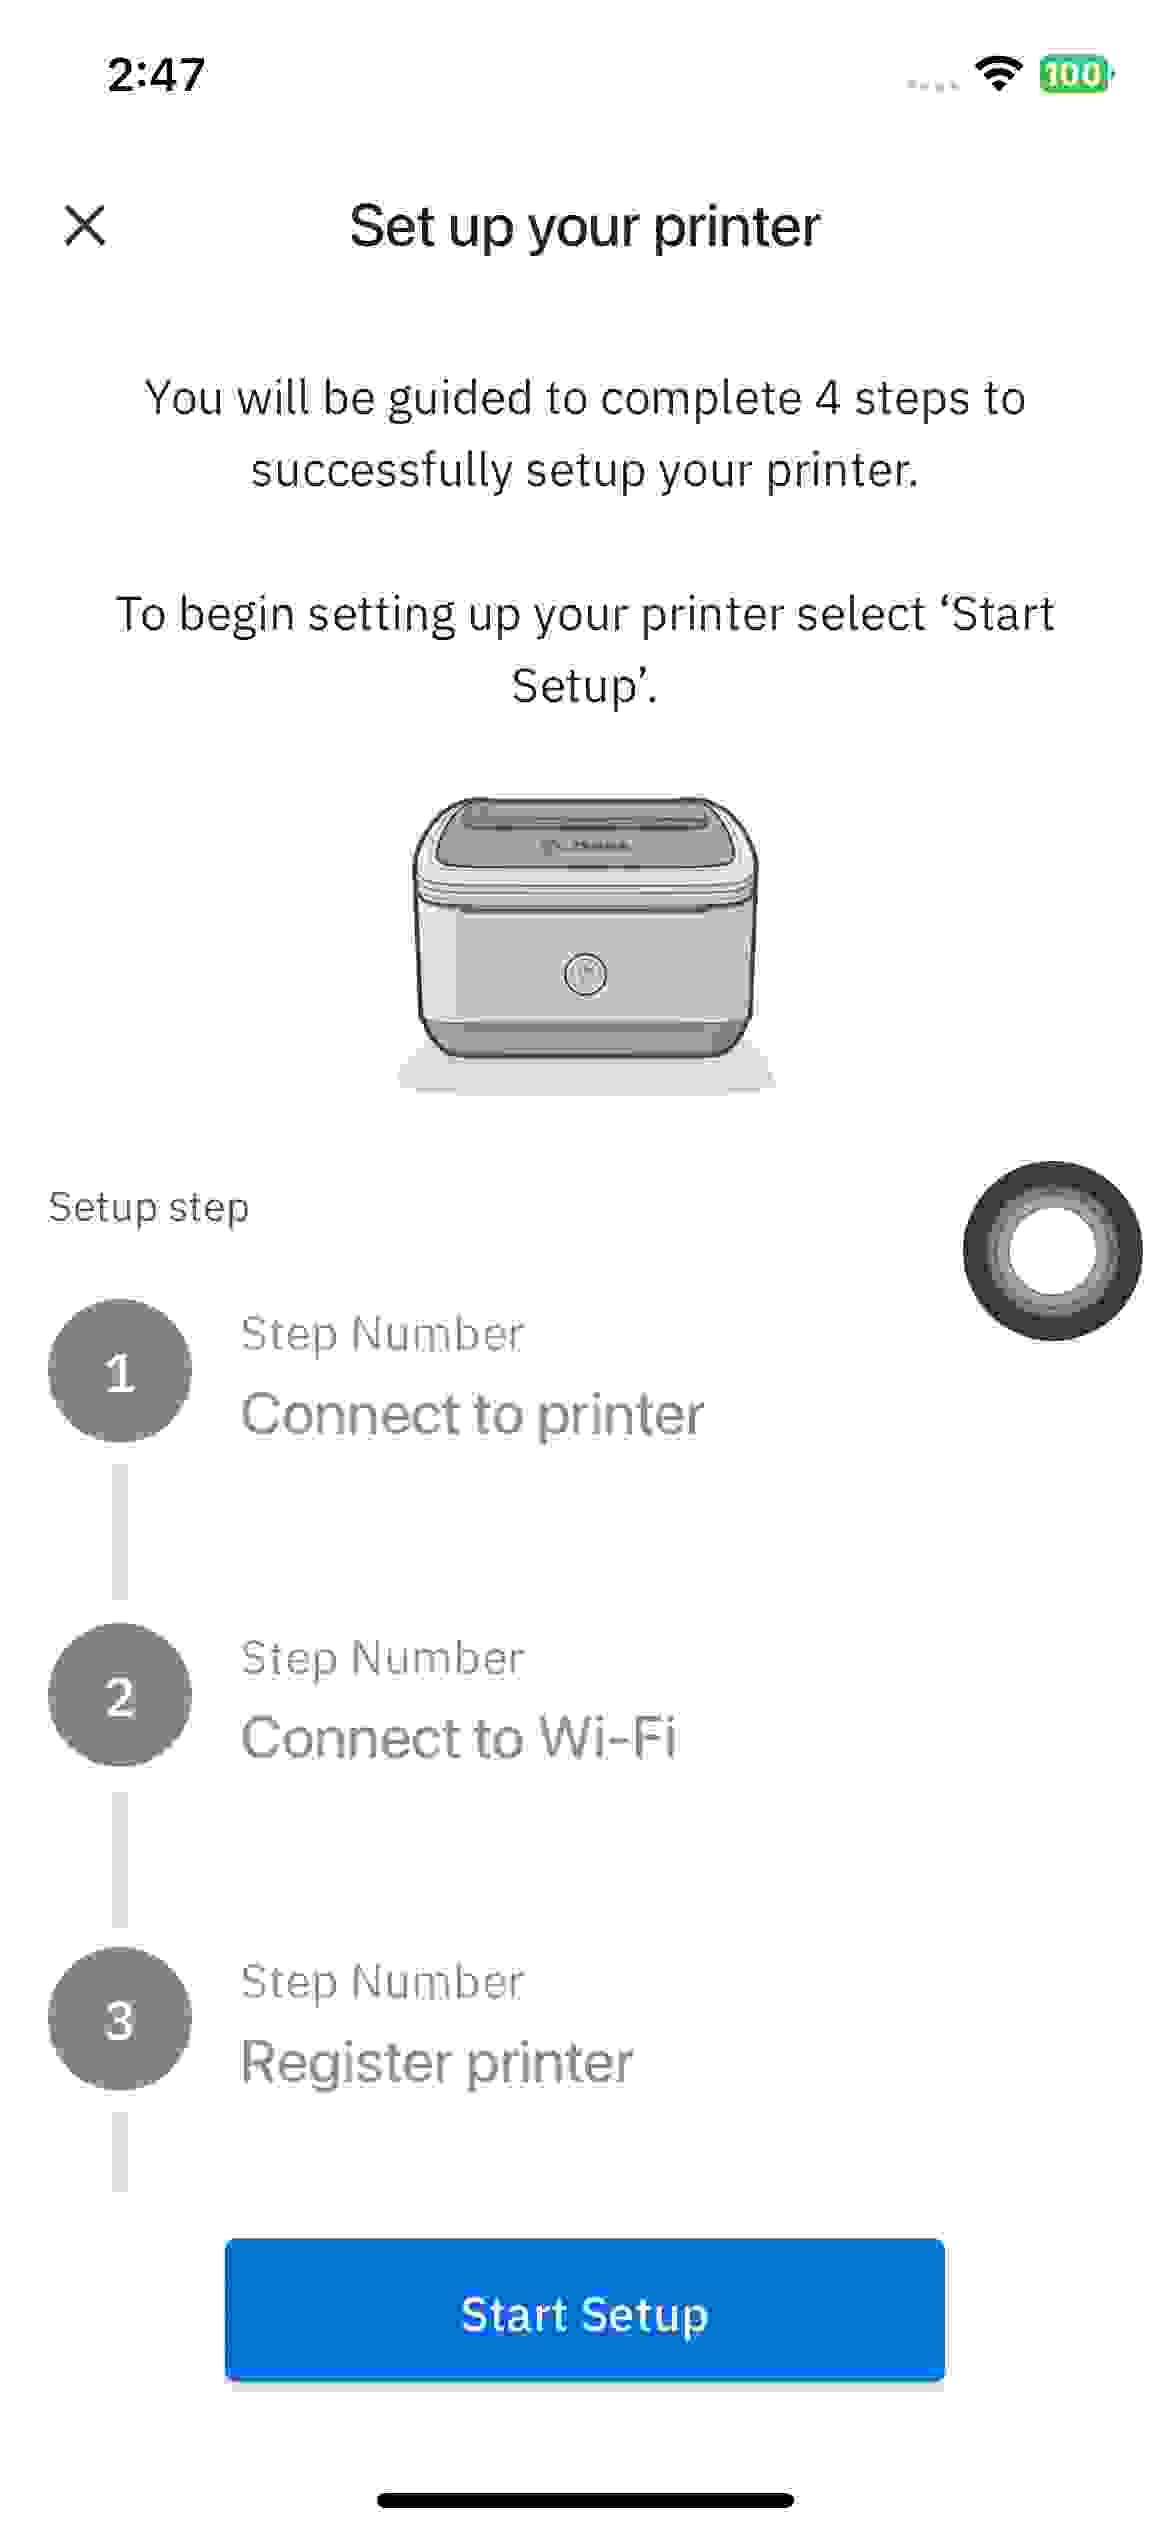 2:47
100
Set up your printer
You will be guided to complete 4 steps to
successfully setup your printer.
To begin setting up your printer select ‘Start
Setup’.
Setup step
1
Step Number
Connect to printer
2
Step Number
Connect to Wi-Fi
3
Step Number
Register printer
Start Setup